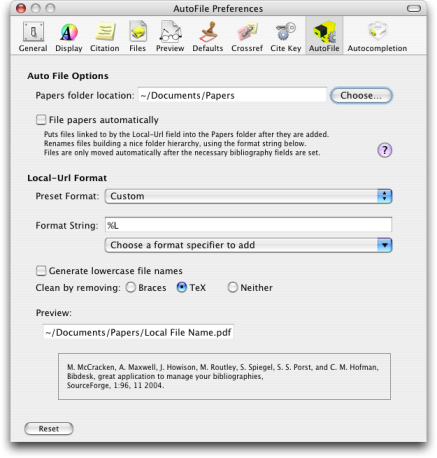 AutoFile Preferences
General Display Citation Files Preview Defaults Crossref Cite Key AutoFile Autocompletion
Auto File Options
Papers folder location: ~/Documents/Papers Choose...
File papers automatically
Puts files linked to by the Local-Url field into the Papers folder after they are added.
Renames files building a nice folder hierarchy, using the format string below.
Files are only moved automatically after the necessary bibliography fields are set.
?
Local-Url Format
Preset Format: Custom
Format String: %L
Choose a format specifier to add
Generate lowercase file names
Clean by removing: Braces TeX Neither
Preview:
~/Documents/Papers/Local File Name.pdf
M. McCracken, A. Maxwell, J. Howison, M. Routley, S. Spiegel, S. S. Porst, and C. M. Hofman,
Bibdesk, great application to manage your bibliographies,
SourceForge, 1:96, 11 2004.
Reset